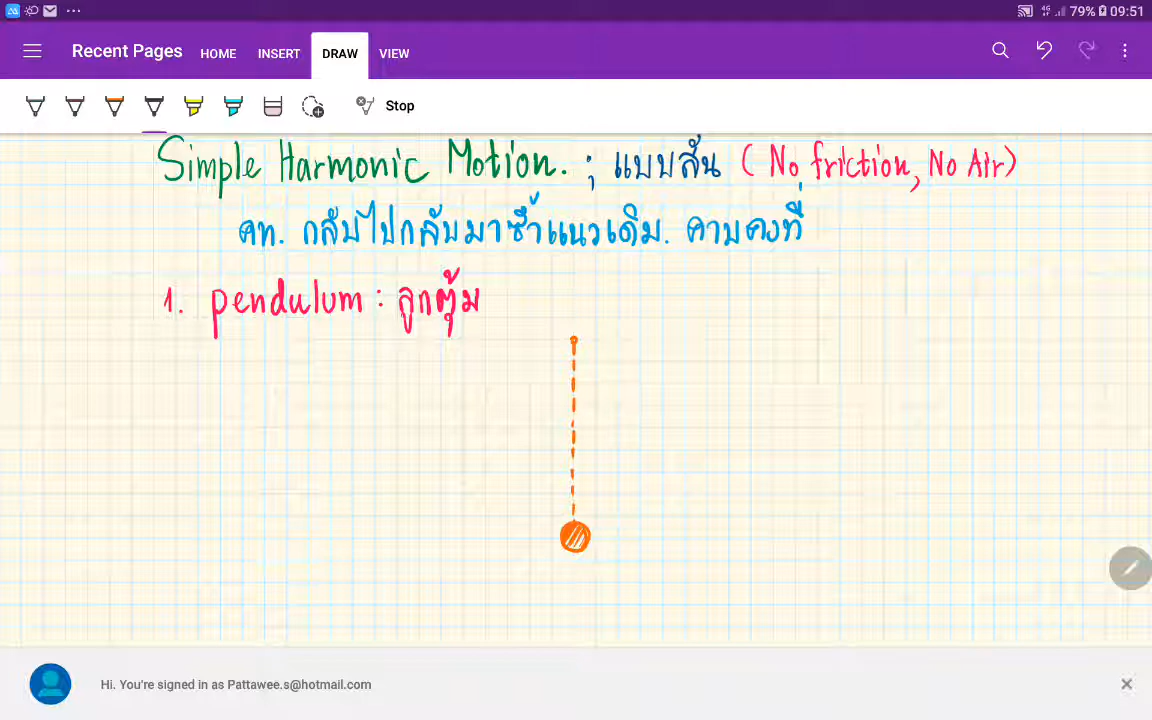 4G 79% 09:51
Recent Pages HOME INSERT DRAW VIEW
Stop
Simple Harmonic Motion. ; แบบสั่น ( No friction, No Air)
คท. กลับไปกลับมาซ้ำแนวเดิม. คาบคงที่
1. pendulum : ลูกตุ้ม
Hi. You're signed in as Pattawee.s@hotmail.com